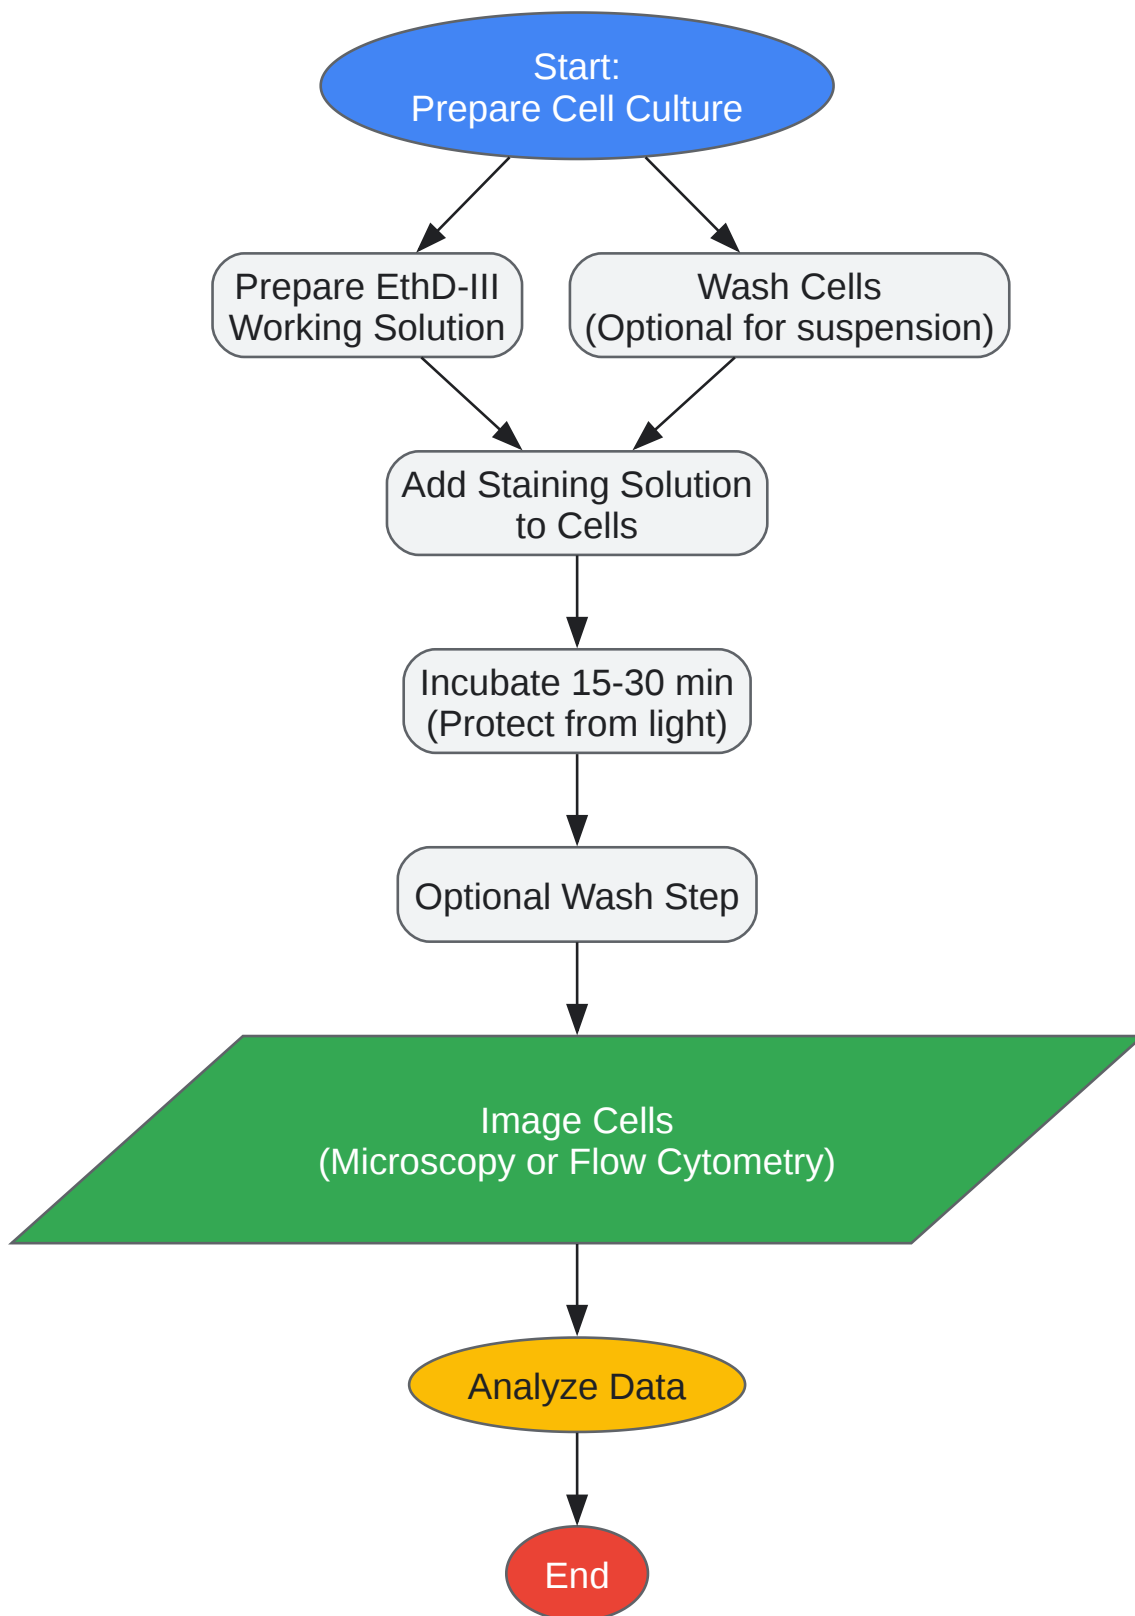 Start:
Prepare Cell Culture
Prepare EthD-III
Working Solution
Wash Cells
(Optional for suspension)
Add Staining Solution
to Cells
Incubate 15-30 min
(Protect from light)
Optional Wash Step
Image Cells
(Microscopy or Flow Cytometry)
Analyze Data
End